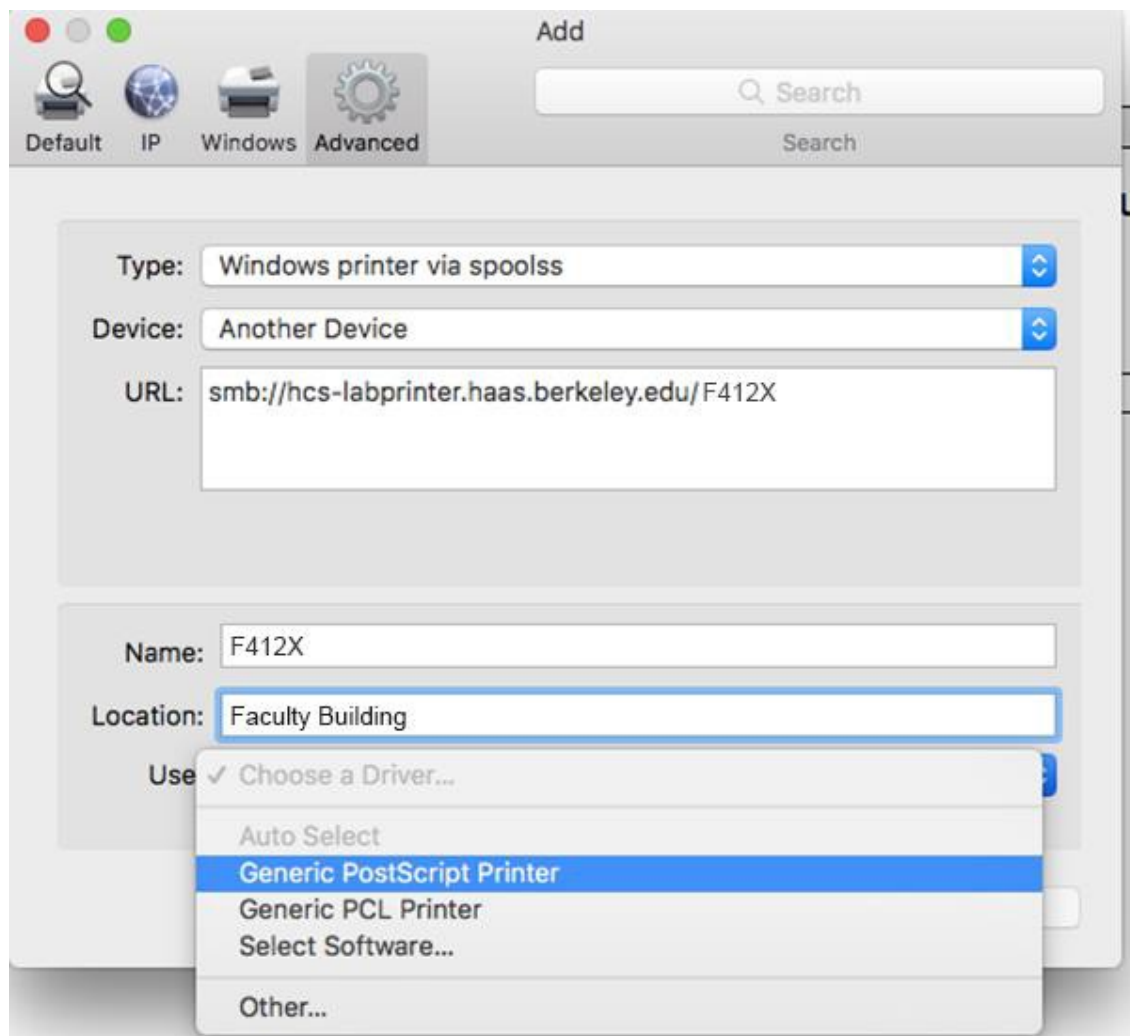 Add
Search
Default IP Windows Advanced
Search
Type: Windows printer via spoolss
Device: Another Device
URL: smb://hcs-labprinter.haas.berkeley.edu/F412X
Name: F412X
Location: Faculty Building
Use ✓ Choose a Driver...
Auto Select
Generic PostScript Printer
Generic PCL Printer
Select Software...
Other...